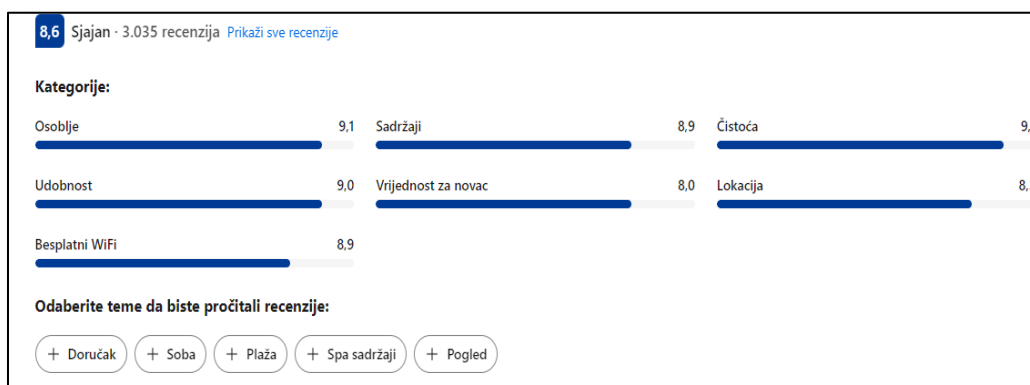 8,6 Sjajan · 3.035 recenzija Prikaži sve recenzije
Kategorije:
Osoblje 9,1 Sadržaji 8,9 Čistoća 9,
Udobnost 9,0 Vrijednost za novac 8,0 Lokacija 8,
Besplatni WiFi 8,9
Odaberite teme da biste pročitali recenzije:
+ Doručak + Soba + Plaža + Spa sadržaji + Pogled